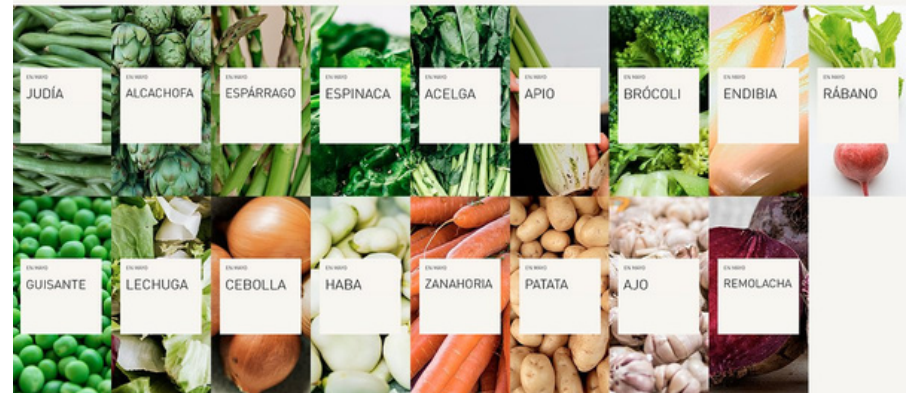 EN MAYO
JUDÍA
EN MAYO
ALCACHOFA
EN MAYO
ESPÁRRAGO
EN MAYO
ESPINACA
EN MAYO
ACELGA
EN MAYO
APIO
EN MAYO
BRÓCOLI
EN MAYO
ENDIBIA
EN MAYO
RÁBANO
EN MAYO
GUISANTE
EN MAYO
LECHUGA
EN MAYO
CEBOLLA
EN MAYO
HABA
EN MAYO
ZANAHORIA
EN MAYO
PATATA
EN MAYO
AJO
EN MAYO
REMOLACHA